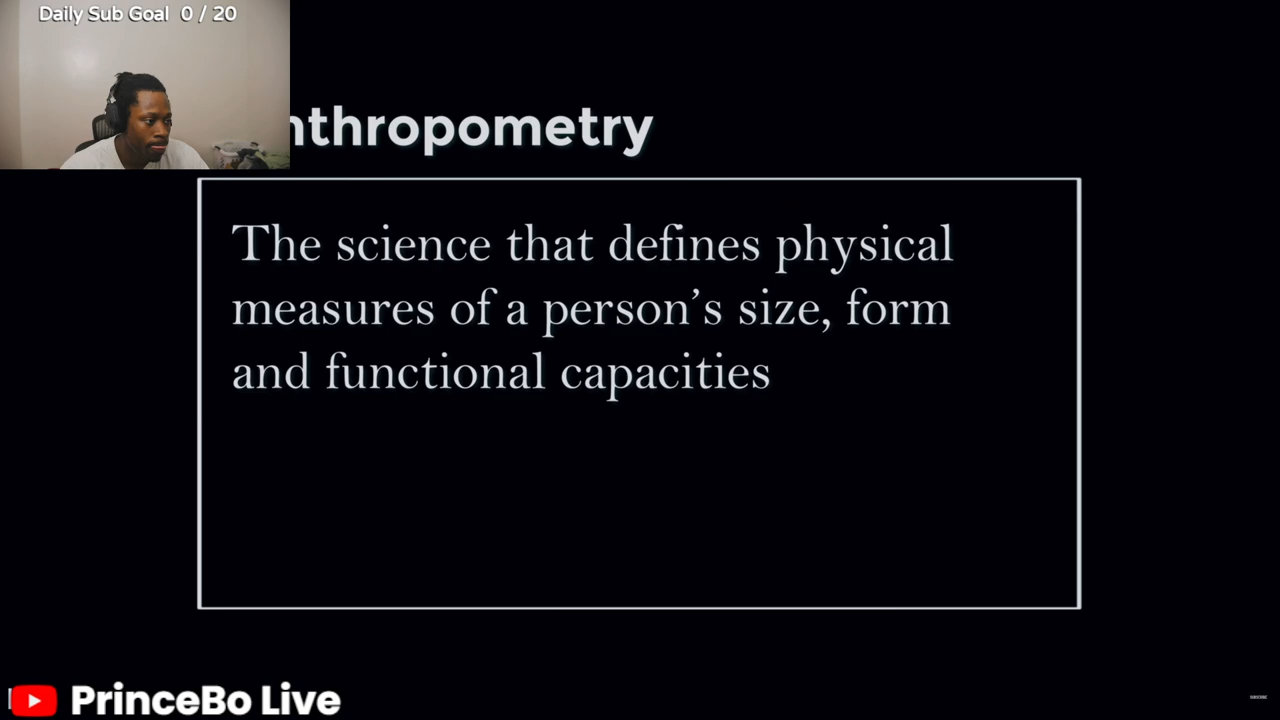 Daily Sub Goal 0 / 20
nthropometry
The science that defines physical
measures of a person’s size, form
and functional capacities
PrinceBo Live